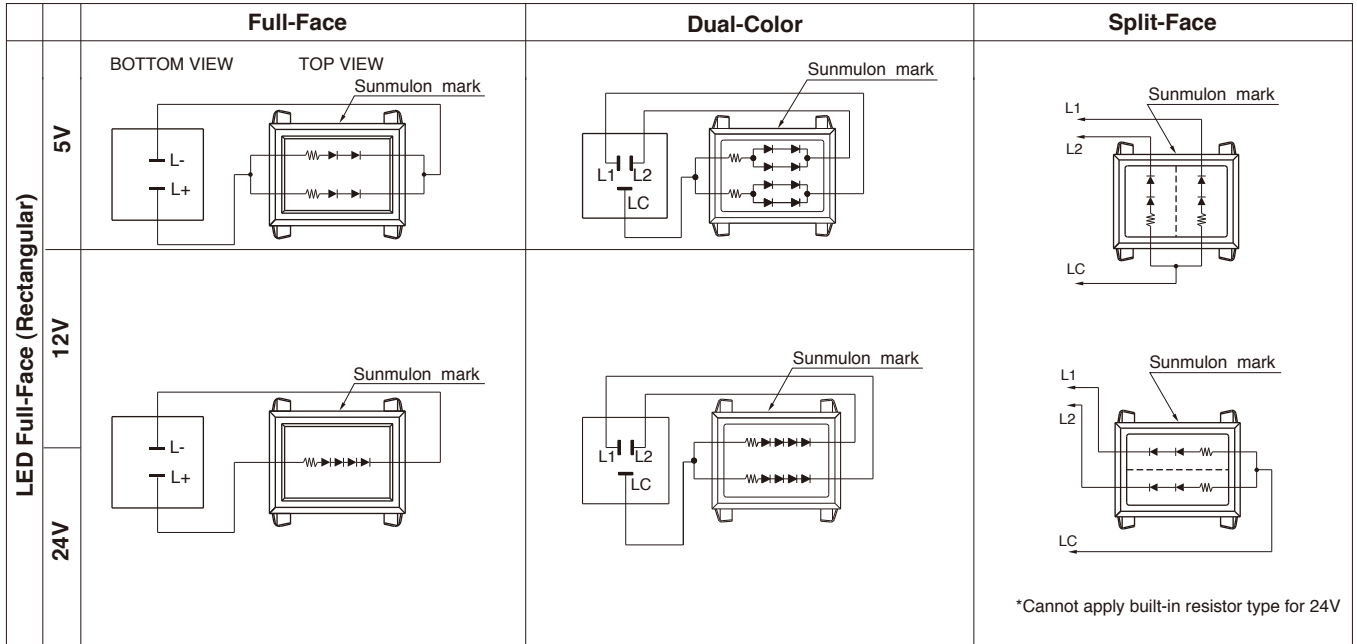 Full-Face
Dual-Color
Split-Face
LED Full-Face (Rectangular)
5V
BOTTOM VIEW
TOP VIEW
Sunmulon mark
L-
L+
Sunmulon mark
L1
L2
LC
Sunmulon mark
L1
L2
LC
12V
24V
Sunmulon mark
L-
L+
Sunmulon mark
L1
L2
LC
Sunmulon mark
L1
L2
LC
*Cannot apply built-in resistor type for 24V